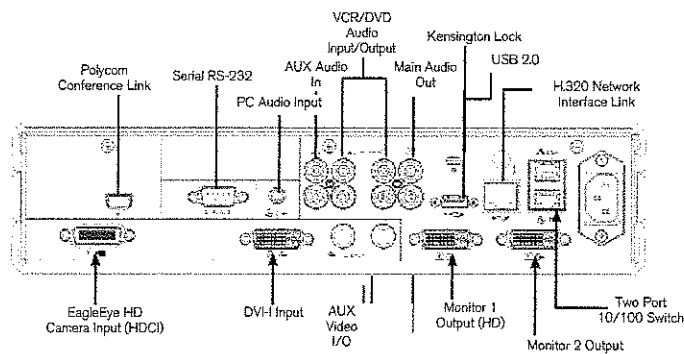 VCR/DVD
Audio
Input/Output
Kensington Lock
USB 2.0
Polycom
Conference Link
Serial RS-232
AUX Audio
In
Main Audio
Out
PC Audio Input
H.320 Network
Interface Link
EagleEye HD
Camera Input (HDCI)
DVI-I Input
AUX
Video
I/O
Monitor 1
Output (HD)
Monitor 2 Output
Two Port
10/100 Switch